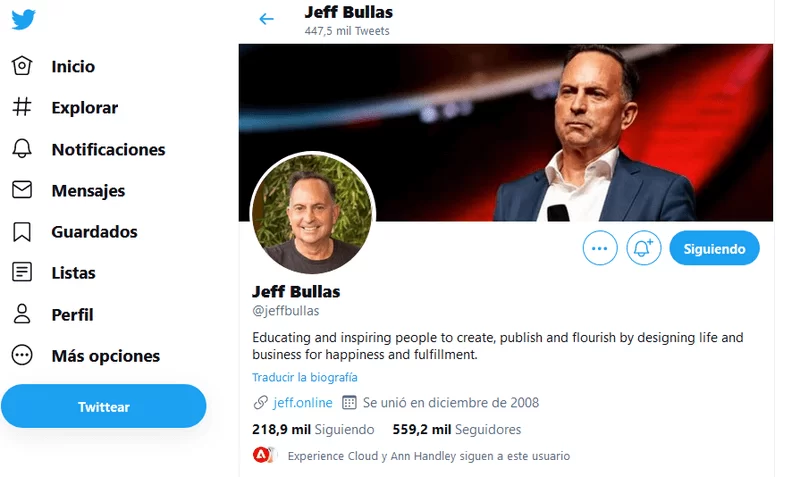 Inicio
Explorar
Notificaciones
Mensajes
Guardados
Listas
Perfil
Más opciones
Twittear
Jeff Bullas
447,5 mil Tweets
Siguiendo
Jeff Bullas
@jeffbullas
Educating and inspiring people to create, publish and flourish by designing life and
business for happiness and fulfillment.
Traducir la biografía
jeff.online Se unió en diciembre de 2008
218,9 mil Siguiendo 559,2 mil Seguidores
Experience Cloud y Ann Handley siguen a este usuario